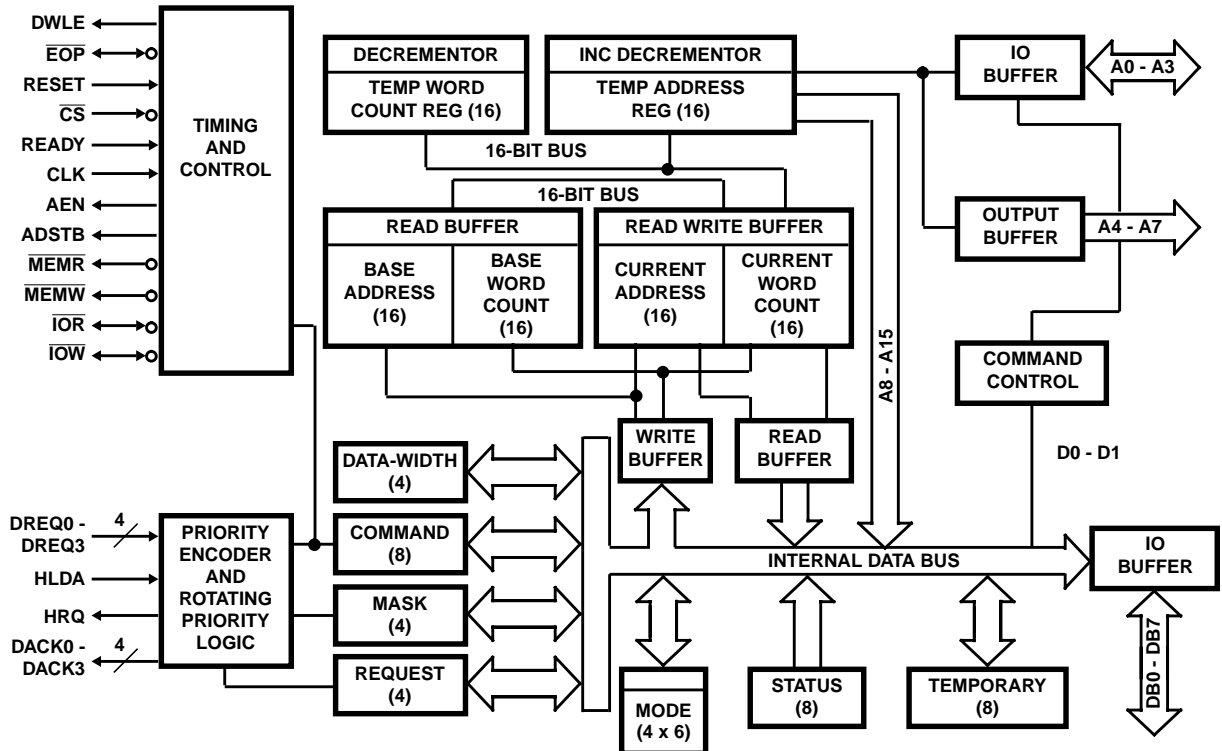 DWLE
EOP
RESET
CS
READY
CLK
AEN
ADSTB
MEMR
MEMW
IOR
IOW
TIMING
AND
CONTROL
DECREMENTOR
TEMP WORD
COUNT REG (16)
INC DECREMENTOR
TEMP ADDRESS
REG (16)
16-BIT BUS
16-BIT BUS
READ BUFFER
BASE
ADDRESS
(16)
BASE
WORD
COUNT
(16)
READ WRITE BUFFER
CURRENT
ADDRESS
(16)
CURRENT
WORD
COUNT
(16)
IO
BUFFER
A0 - A3
OUTPUT
BUFFER
A4 - A7
A8 - A15
COMMAND
CONTROL
D0 - D1
WRITE
BUFFER
READ
BUFFER
DREQ0 -
DREQ3
4
HLDA
HRQ
DACK0 -
DACK3
4
PRIORITY
ENCODER
AND
ROTATING
PRIORITY
LOGIC
DATA-WIDTH
(4)
COMMAND
(8)
MASK
(4)
REQUEST
(4)
INTERNAL DATA BUS
IO
BUFFER
DB0 - DB7
MODE
(4 x 6)
STATUS
(8)
TEMPORARY
(8)